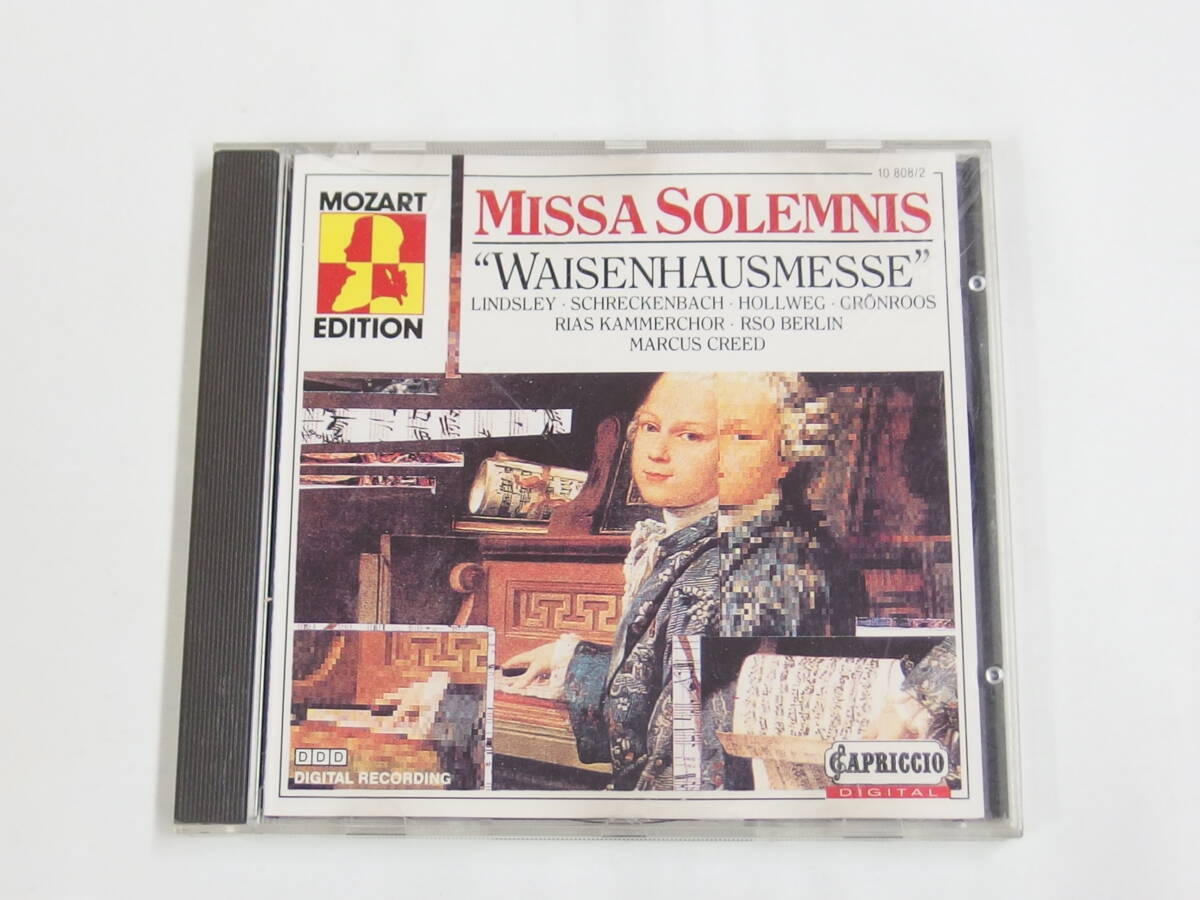 10 808/2
MOZART
EDITION
MISSA SOLEMNIS
“WAISENHAUSMESSE”
LINDSLEY · SCHRECKENBACH · HOLLWEG · GRÖNROOS
RIAS KAMMERCHOR · RSO BERLIN
MARCUS CREED
DDD
DIGITAL RECORDING
CAPRICCIO
DIGITAL